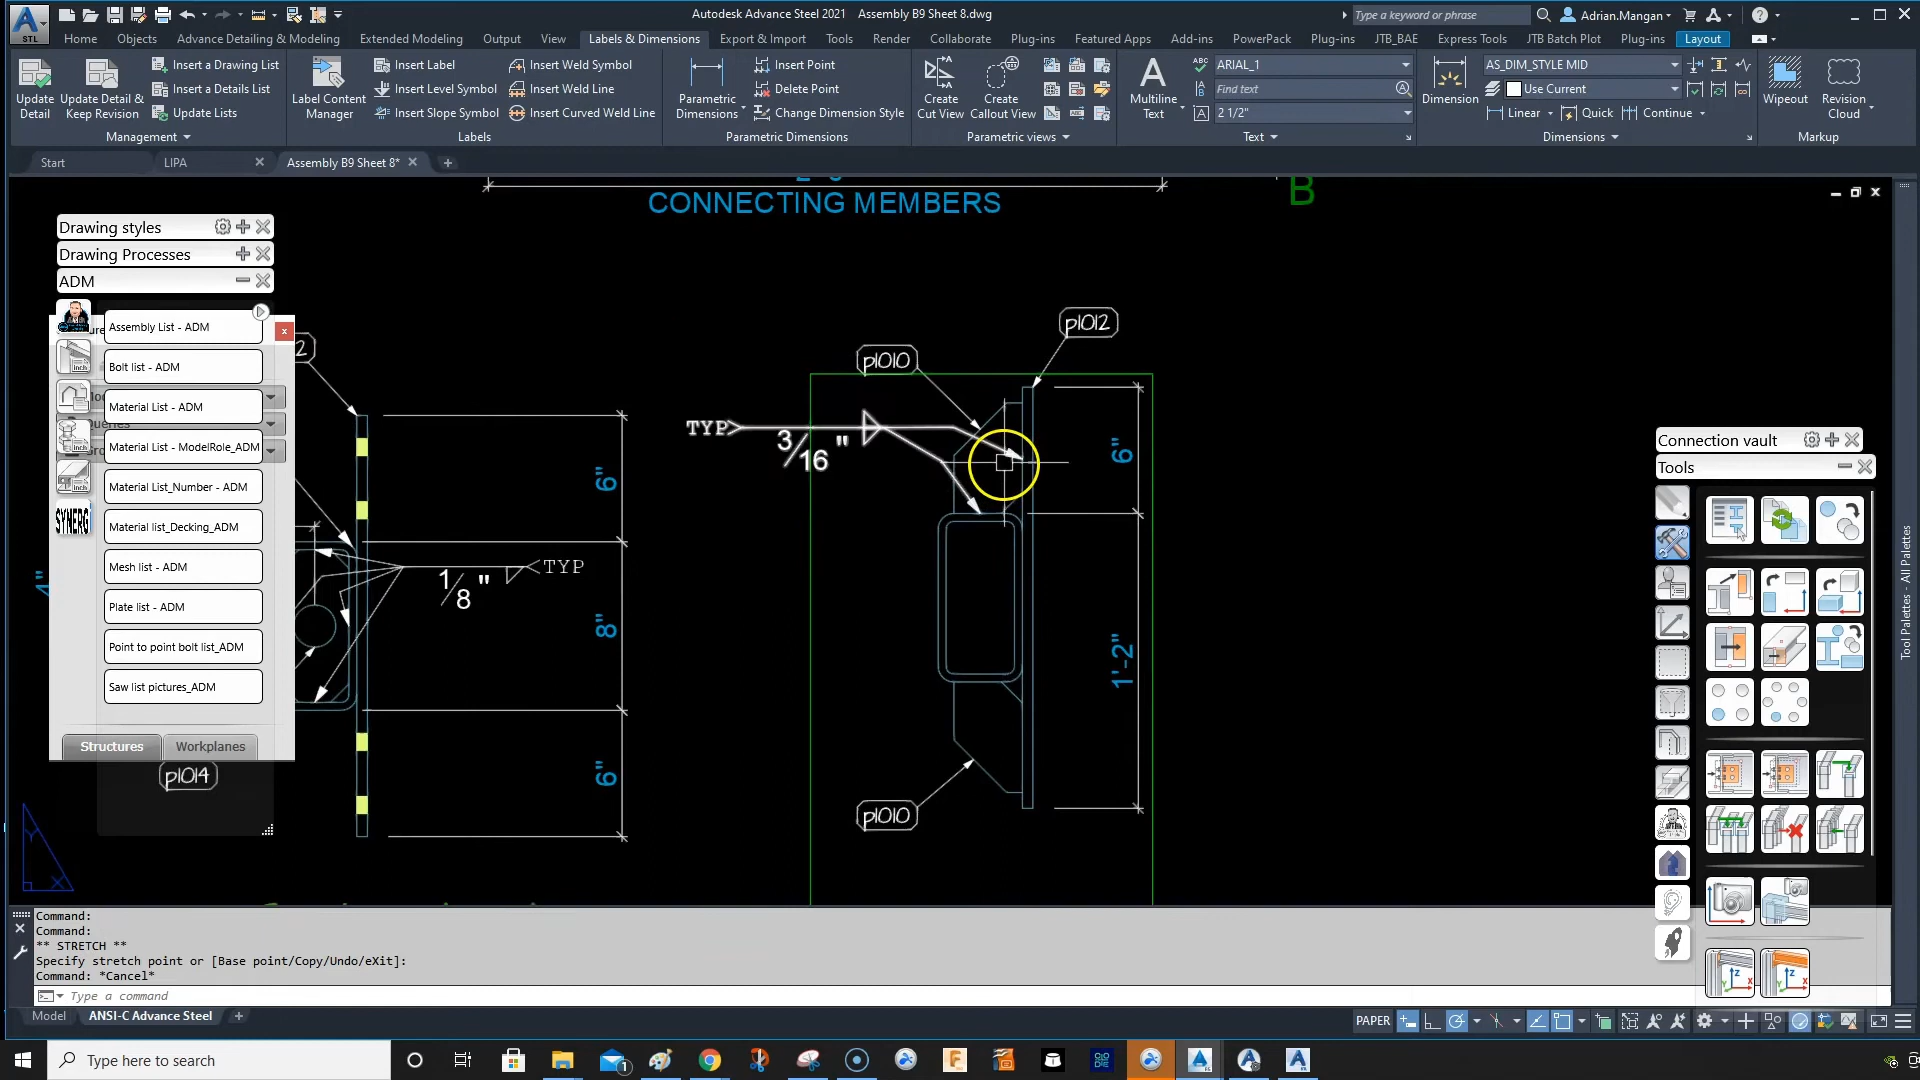 Autodesk Advance Steel 2021 Assembly B9 Sheet 8.dwg
Type a keyword or phrase
Adrian.Mangan
STL
Home Objects Advance Detailing & Modeling Extended Modeling Output View Labels & Dimensions Export & Import Tools Render Collaborate Plug-ins Featured Apps Add-ins PowerPack Plug-ins JTB_BAE Express Tools JTB Batch Plot Plug-ins Layout
Update Detail
Update Detail & Keep Revision
Insert a Drawing List
Insert a Details List
Update Lists
Management
Label Content Manager
Insert Label
Insert Level Symbol
Insert Slope Symbol
Insert Weld Symbol
Insert Weld Line
Insert Curved Weld Line
Labels
Parametric Dimensions
Insert Point
Delete Point
Change Dimension Style
Parametric Dimensions
Create Cut View
Create Callout View
Parametric views
Multiline Text
ARIAL_1
Find text
2 1/2"
Text
Dimension
AS_DIM_STYLE MID
Use Current
Linear Quick Continue
Dimensions
Wipeout
Revision Cloud
Markup
Start LIPA Assembly B9 Sheet 8*
CONNECTING MEMBERS
B
Drawing styles
Drawing Processes
ADM
Assembly List - ADM
Bolt list - ADM
Material List - ADM
Material List - ModelRole_ADM
Material List_Number - ADM
Material list_Decking_ADM
Mesh list - ADM
Plate list - ADM
Point to point bolt list_ADM
Saw list pictures_ADM
inch
inch
inch
inch
SYNERG
Structures Workplanes
p1014
2
4"
6"
8"
6"
1/8 "
TYP
TYP
3/16 "
p1010
p1012
6"
1'-2"
p1010
Y
X
Connection vault
Tools
Tool Palettes - All Palettes
Command:
Command:
** STRETCH **
Specify stretch point or [Base point/Copy/Undo/eXit]:
Command: *Cancel*
Type a command
Model ANSI-C Advance Steel
PAPER
Type here to search